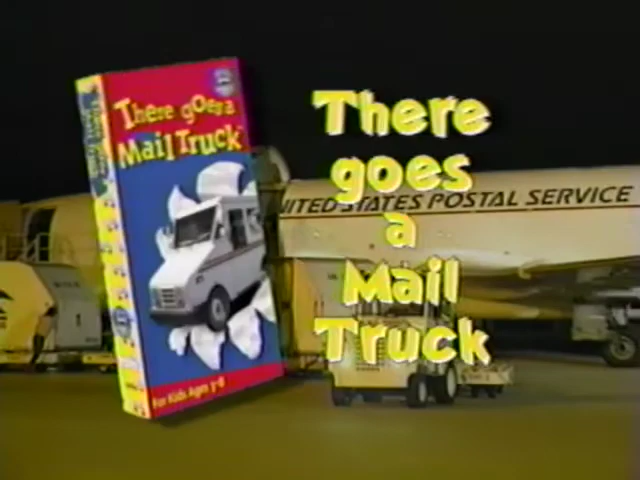 There goes a
Mail Truck
For Kids Ages 3-8
There
goes
a
Mail
Truck
UNITED STATES POSTAL SERVICE